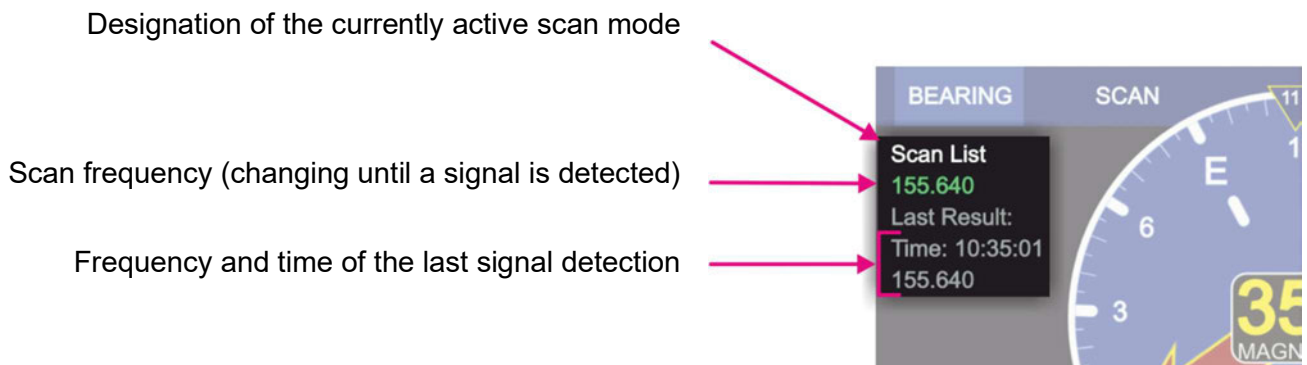 Designation of the currently active scan mode
BEARING SCAN
11
Scan List
1
E
Scan frequency (changing until a signal is detected)
155.640
Last Result:
6
Frequency and time of the last signal detection
Time: 10:35:01
155.640
3
35
MAGN